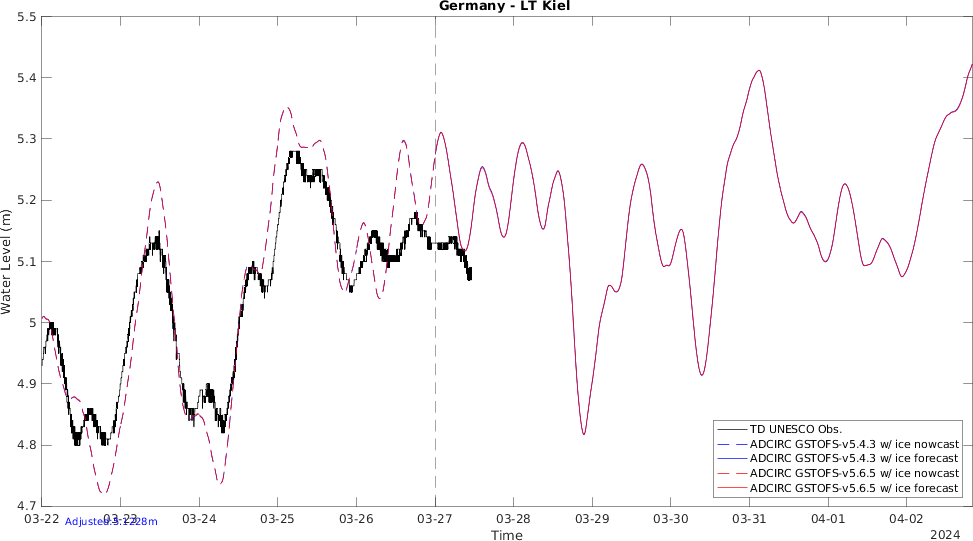 Germany - LT Kiel
5.5
5.4
5.3
5.2
5.1
5
4.9
4.8
4.7
Water Level (m)
TD UNESCO Obs.
ADCIRC GSTOFS-v5.4.3 w/ ice nowcast
ADCIRC GSTOFS-v5.4.3 w/ ice forecast
ADCIRC GSTOFS-v5.6.5 w/ ice nowcast
ADCIRC GSTOFS-v5.6.5 w/ ice forecast
03-22 03-23 03-24 03-25 03-26 03-27 03-28 03-29 03-30 03-31 04-01 04-02
Time
2024